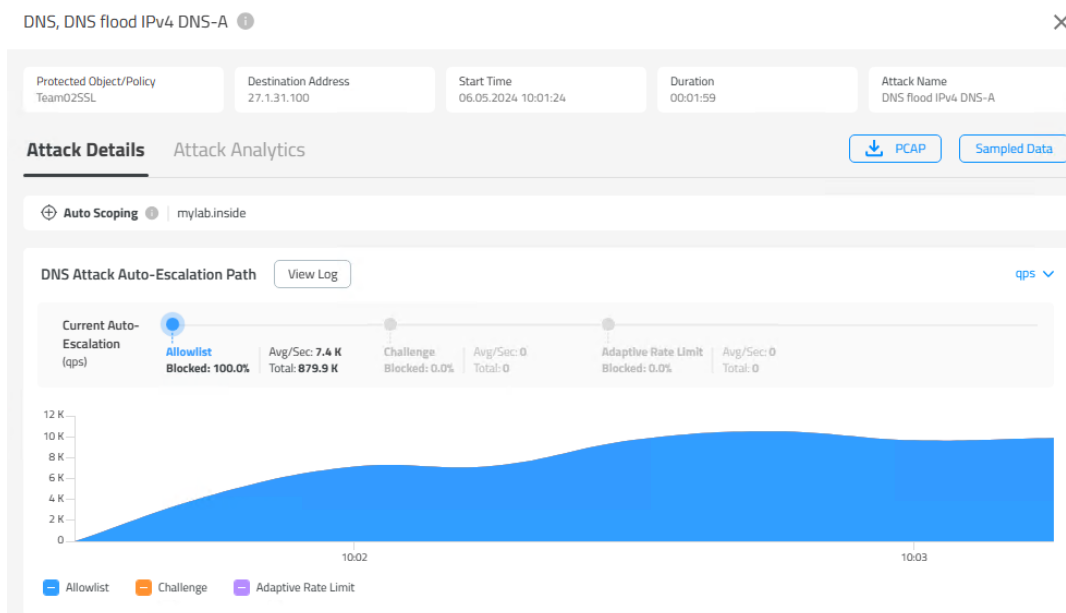 DNS, DNS flood IPv4 DNS-A
Protected Object/Policy
Team02SSL
Destination Address
27.1.31.100
Start Time
06.05.2024 10:01:24
Duration
00:01:59
Attack Name
DNS flood IPv4 DNS-A
Attack Details
Attack Analytics
PCAP
Sampled Data
Auto Scoping
mylab.inside
DNS Attack Auto-Escalation Path
View Log
qps
Current Auto-
Escalation
(qps)
Allowlist
Blocked: 100.0%
Avg/Sec: 7.4 K
Total: 879.9 K
Challenge
Blocked: 0.0%
Avg/Sec: 0
Total: 0
Adaptive Rate Limit
Blocked: 0.0%
Avg/Sec: 0
Total: 0
12 K
10 K
8 K
6 K
4 K
2 K
0
10:02
10:03
Allowlist
Challenge
Adaptive Rate Limit